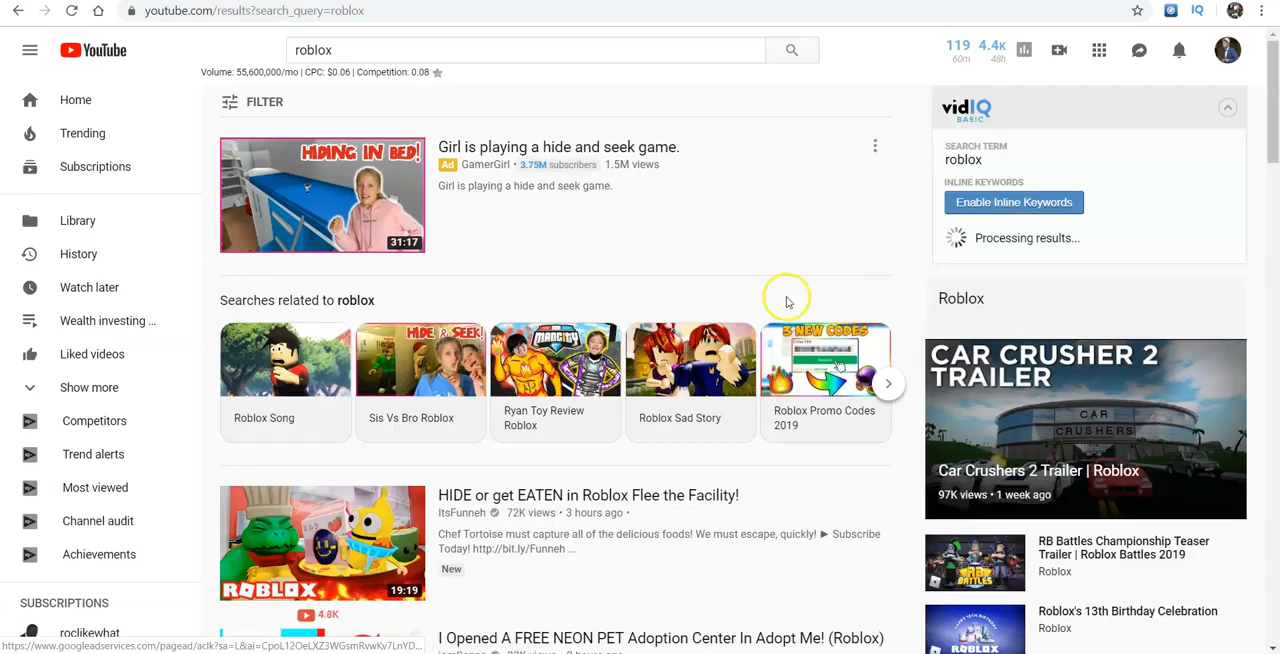 youtube.com/results?search_query=roblox
YouTube
roblox
119 4.4K
60m 48h
Volume: 55,600,000/mo | CPC: $0.06 | Competition: 0.08
Home
Trending
Subscriptions
Library
History
Watch later
Wealth investing ...
Liked videos
Show more
Competitors
Trend alerts
Most viewed
Channel audit
Achievements
SUBSCRIPTIONS
roclikewhat
FILTER
HIDING IN BED!
31:17
Girl is playing a hide and seek game.
Ad GamerGirl • 3.75M subscribers 1.5M views
Girl is playing a hide and seek game.
Searches related to roblox
HIDE & SEEK!
MANCITY
3 NEW CODES
Roblox Song
Sis Vs Bro Roblox
Ryan Toy Review
Roblox
Roblox Sad Story
Roblox Promo Codes
2019
ROBLOX
19:19
4.8K
HIDE or get EATEN in Roblox Flee the Facility!
ItsFunneh 72K views • 3 hours ago •
Chef Tortoise must capture all of the delicious foods! We must escape, quickly! ► Subscribe
Today! http://bit.ly/Funneh ...
New
I Opened A FREE NEON PET Adoption Center In Adopt Me! (Roblox)
vidIQ
BASIC
SEARCH TERM
roblox
INLINE KEYWORDS
Enable Inline Keywords
Processing results...
Roblox
CAR CRUSHER 2
TRAILER
CAR
CRUSHERS
Car Crushers 2 Trailer | Roblox
97K views • 1 week ago
RB Battles Championship Teaser
Trailer | Roblox Battles 2019
Roblox
Roblox's 13th Birthday Celebration
Roblox
https://www.googleadservices.com/pagead/aclk?sa=L&ai=CpoL12OeLXZ3WGsmRvwKv7LnYD...